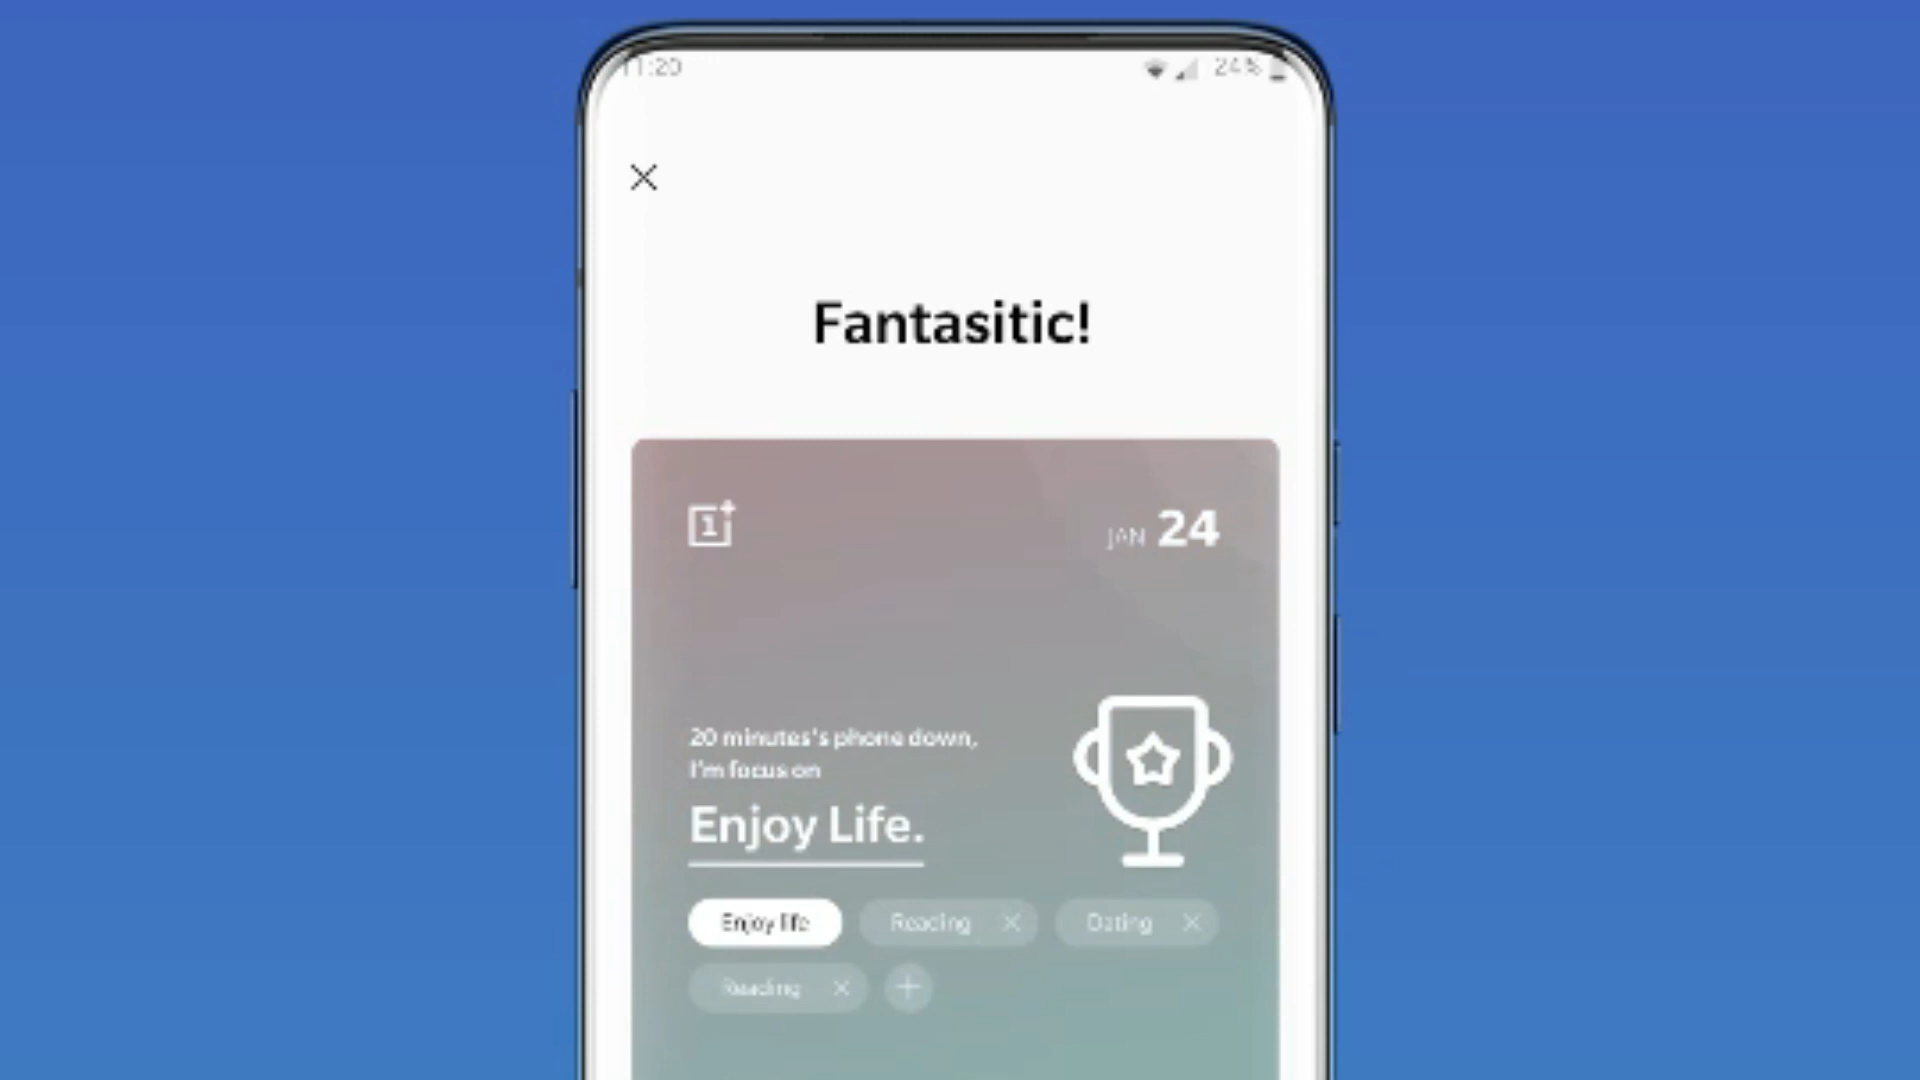 11:20 24%
Fantasitic!
JAN 24
20 minutes's phone down,
I'm focus on
Enjoy Life.
Enjoy life Reading Dating
Reading